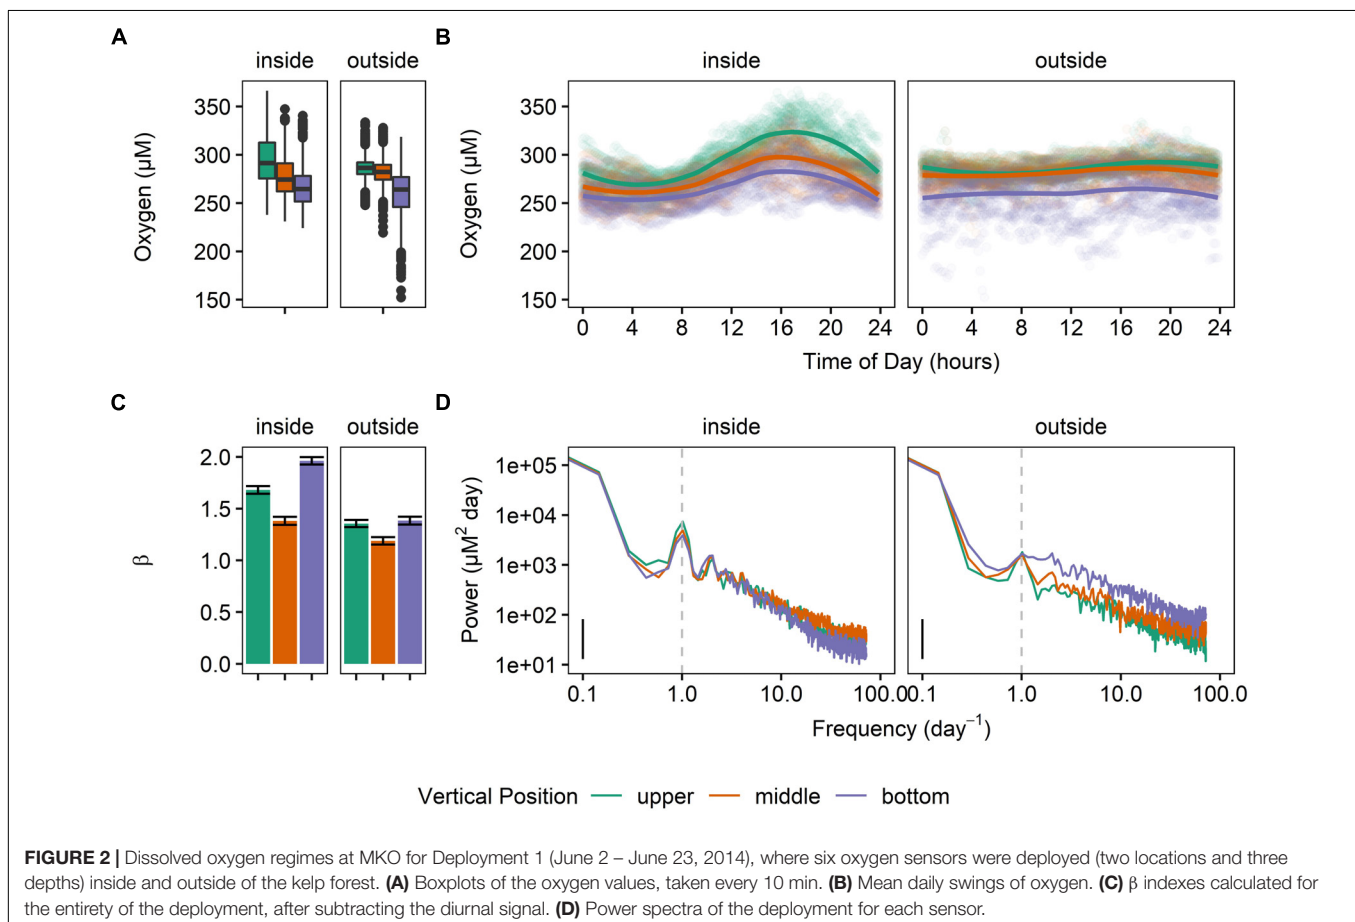 A
inside
outside
Oxygen (µM)
350
300
250
200
150
B
inside
outside
Oxygen (µM)
350
300
250
200
150
0 4 8 12 16 20 24
0 4 8 12 16 20 24
Time of Day (hours)
C
inside
outside
β
2.0
1.5
1.0
0.5
0.0
D
inside
outside
Power (µM² day)
1e+05
1e+04
1e+03
1e+02
1e+01
0.1 1.0 10.0 100.0
0.1 1.0 10.0 100.0
Frequency (day⁻¹)
Vertical Position upper middle bottom
FIGURE 2 | Dissolved oxygen regimes at MKO for Deployment 1 (June 2 – June 23, 2014), where six oxygen sensors were deployed (two locations and three
depths) inside and outside of the kelp forest. (A) Boxplots of the oxygen values, taken every 10 min. (B) Mean daily swings of oxygen. (C) β indexes calculated for
the entirety of the deployment, after subtracting the diurnal signal. (D) Power spectra of the deployment for each sensor.